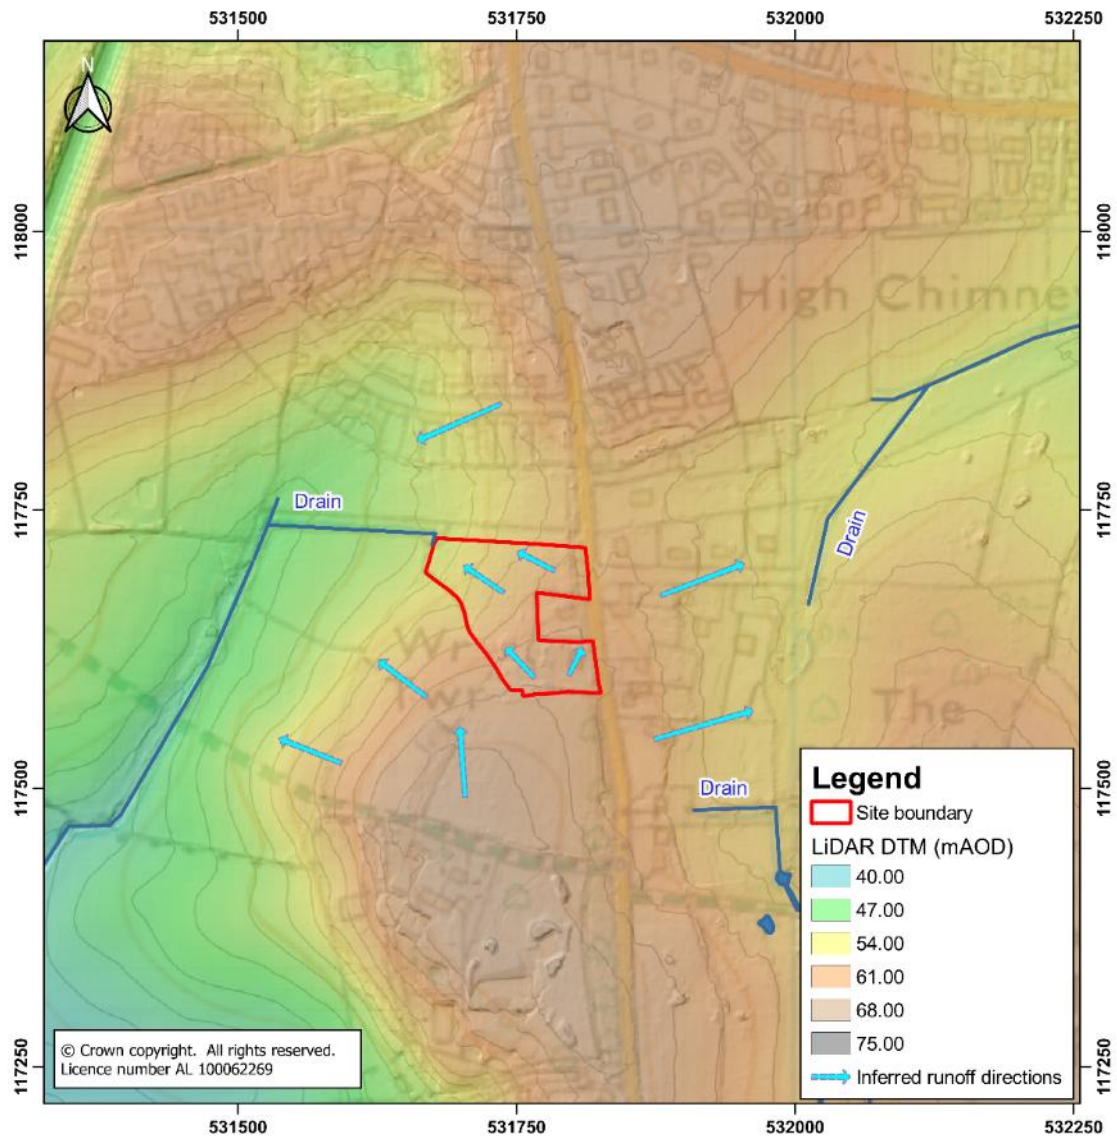 531500 531750 532000 532250
N
118000 118000
High Chimne
117750 117750
Drain
Drain
Wr
Twr
The
117500 117500
Drain
Legend
Site boundary
LiDAR DTM (mAOD)
40.00
47.00
54.00
61.00
68.00
75.00
Inferred runoff directions
© Crown copyright. All rights reserved.
Licence number AL 100062269
117250 117250
531500 531750 532000 532250